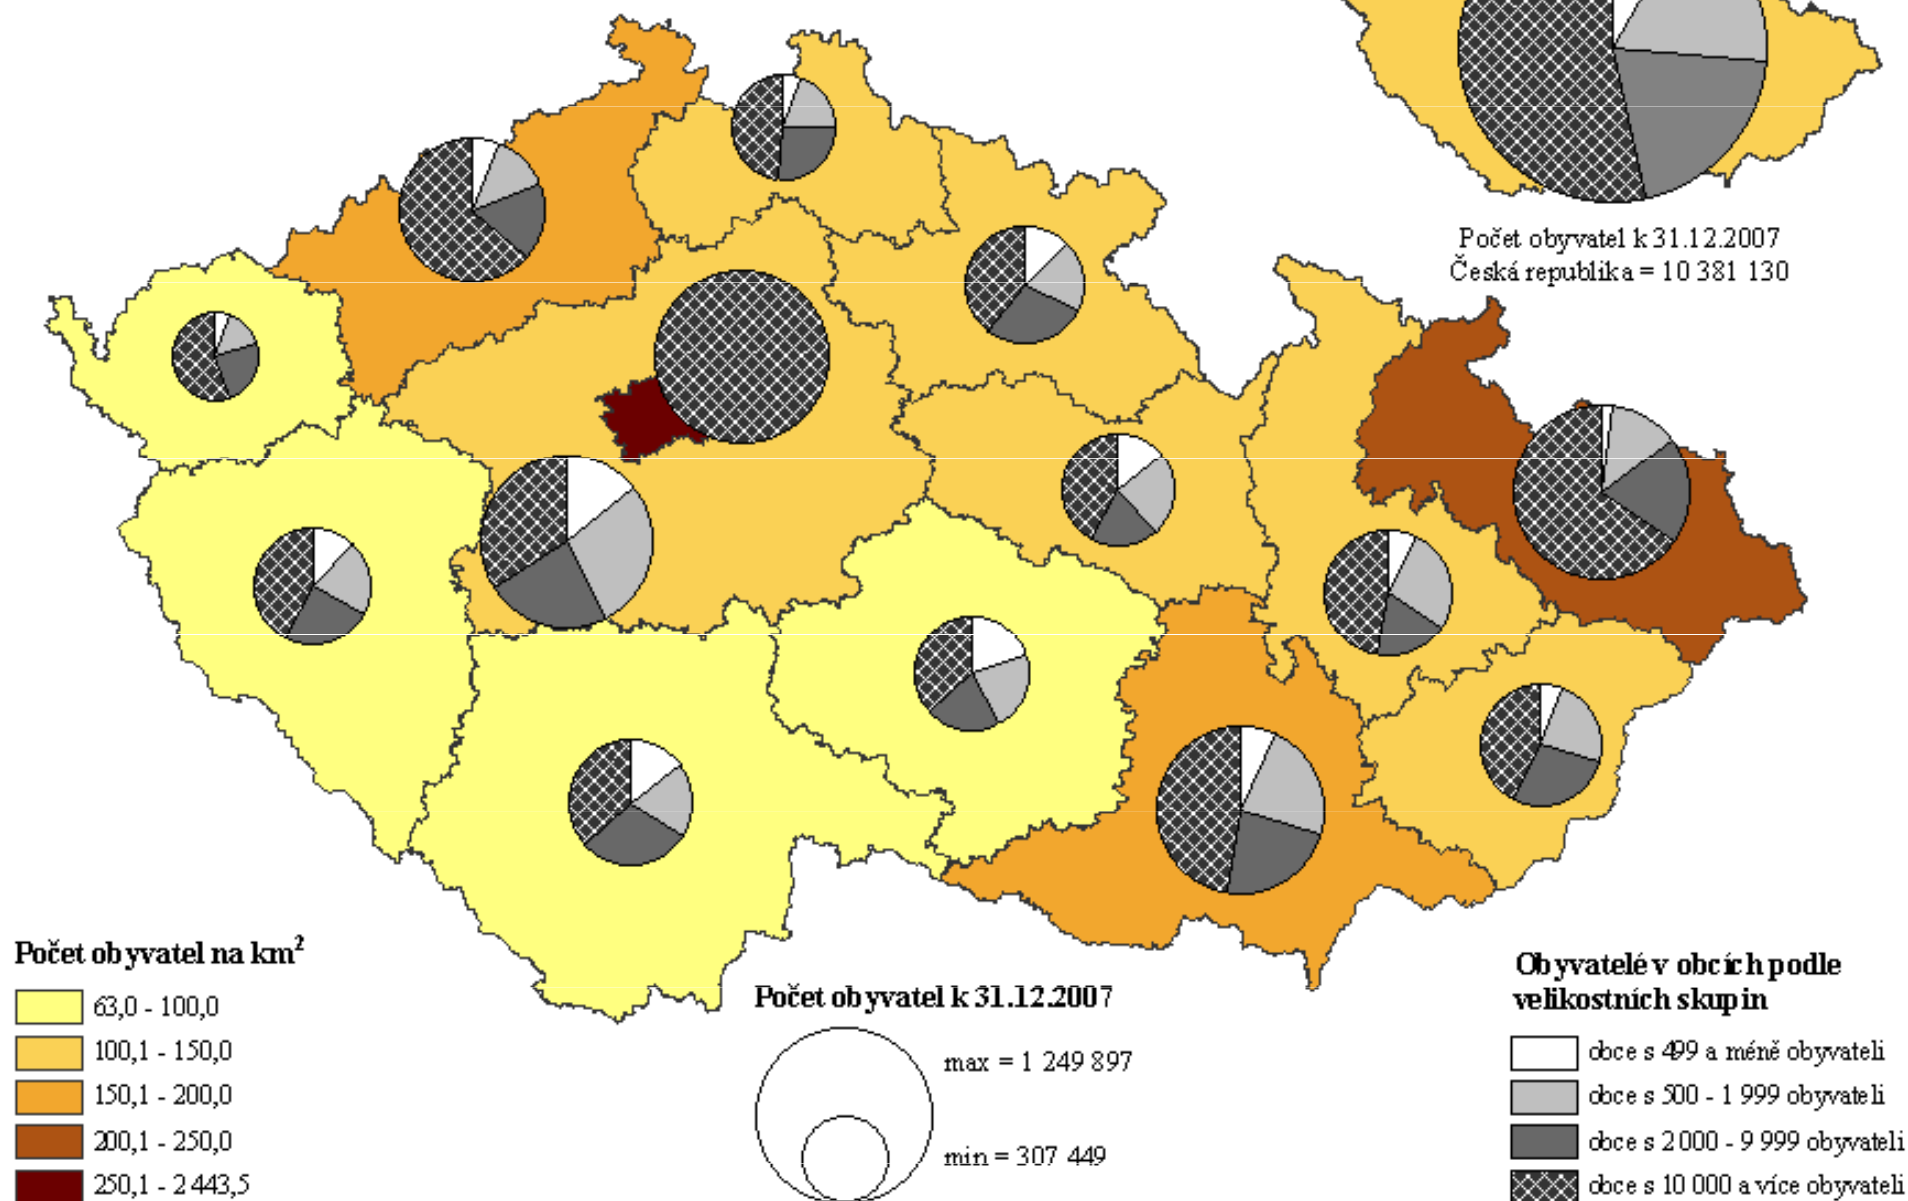 Počet obyvatel k 31.12.2007
Česká republika = 10 381 130
Počet obyvatel na km²
63,0 - 100,0
100,1 - 150,0
150,1 - 200,0
200,1 - 250,0
250,1 - 2 443,5
Počet obyvatel k 31.12.2007
max = 1 249 897
min = 307 449
Obyvatelé v obcích podle
velikostních skupin
obce s 499 a méně obyvateli
obce s 500 - 1 999 obyvateli
obce s 2 000 - 9 999 obyvateli
obce s 10 000 a více obyvateli